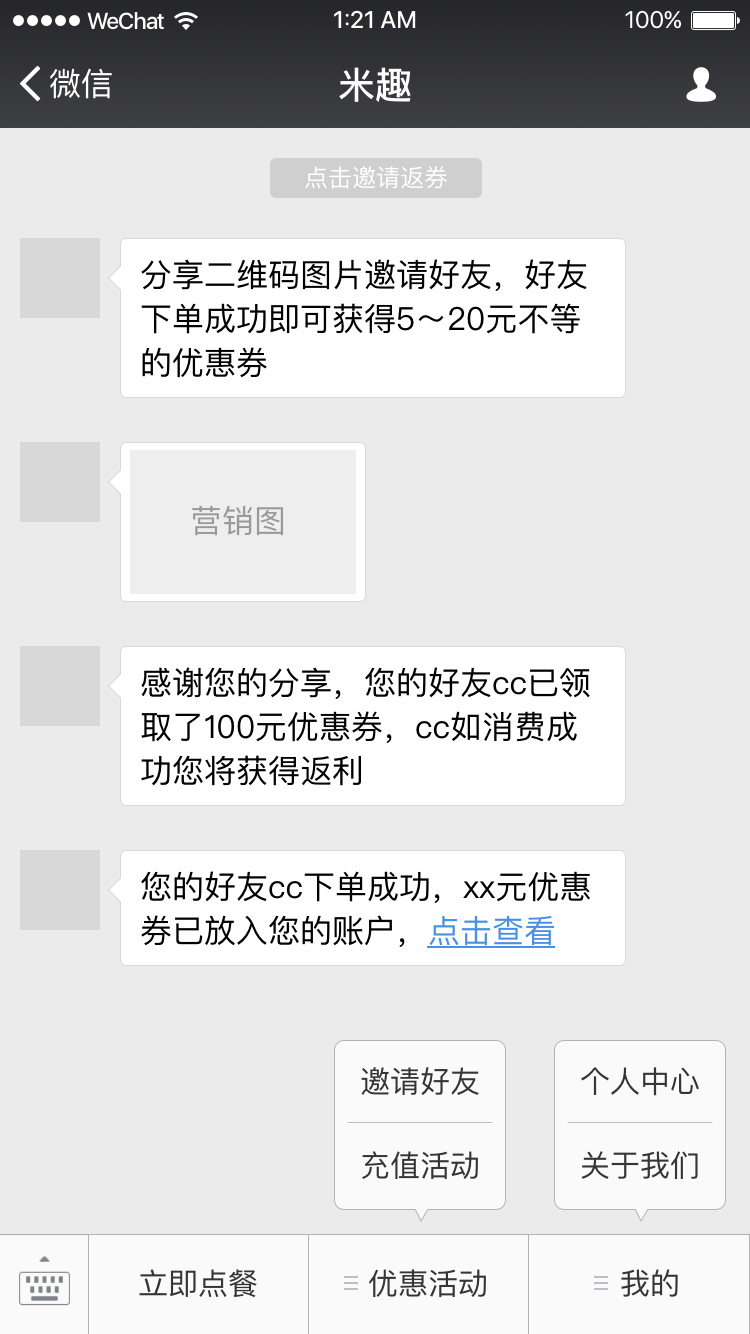 WeChat 1:21 AM 100%
微信 米趣
点击邀请返券
分享二维码图片邀请好友，好友
下单成功即可获得5～20元不等
的优惠券
营销图
感谢您的分享，您的好友cc已领
取了100元优惠券，cc如消费成
功您将获得返利
您的好友cc下单成功，xx元优惠
券已放入您的账户，点击查看
邀请好友 个人中心
充值活动 关于我们
立即点餐 优惠活动 我的